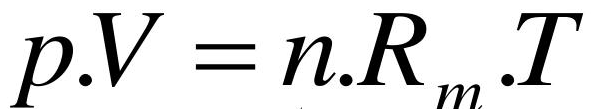 p.V = n.R_m.T